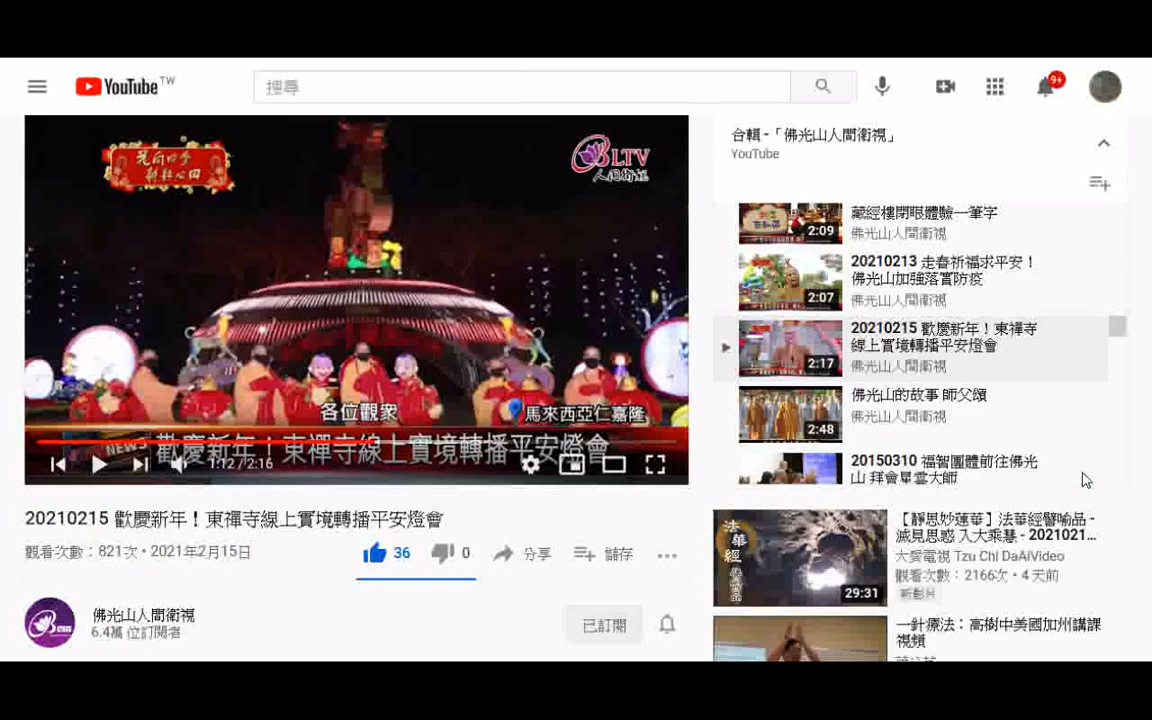 YouTube TW
搜尋
9+
花開四季
新社心田
BLTV
人間衛視
各位觀眾
馬來西亞仁嘉隆
NEWS
歡慶新年！東禪寺線上實境轉播平安燈會
1:12 / 2:16
20210215 歡慶新年！東禪寺線上實境轉播平安燈會
觀看次數：821次 • 2021年2月15日
36
0
分享
儲存
佛光山人間衛視
6.4萬 位訂閱者
已訂閱
合輯 -「佛光山人間衛視」
YouTube
藏經樓閉眼體驗一筆字
佛光山人間衛視
2:09
20210213 走春祈福求平安！
佛光山加強落實防疫
佛光山人間衛視
2:07
20210215 歡慶新年！東禪寺
線上實境轉播平安燈會
佛光山人間衛視
2:17
佛光山的故事 師父頌
佛光山人間衛視
2:48
20150310 福智團體前往佛光
山 拜會星雲大師
法華經
29:31
【靜思妙蓮華】法華經譬喻品 -
滅見思惑 入大乘慧 - 2021021...
大愛電視 Tzu Chi DaAiVideo
觀看次數：2166次 • 4 天前
新影片
一針療法：高樹中美國加州講課
視頻